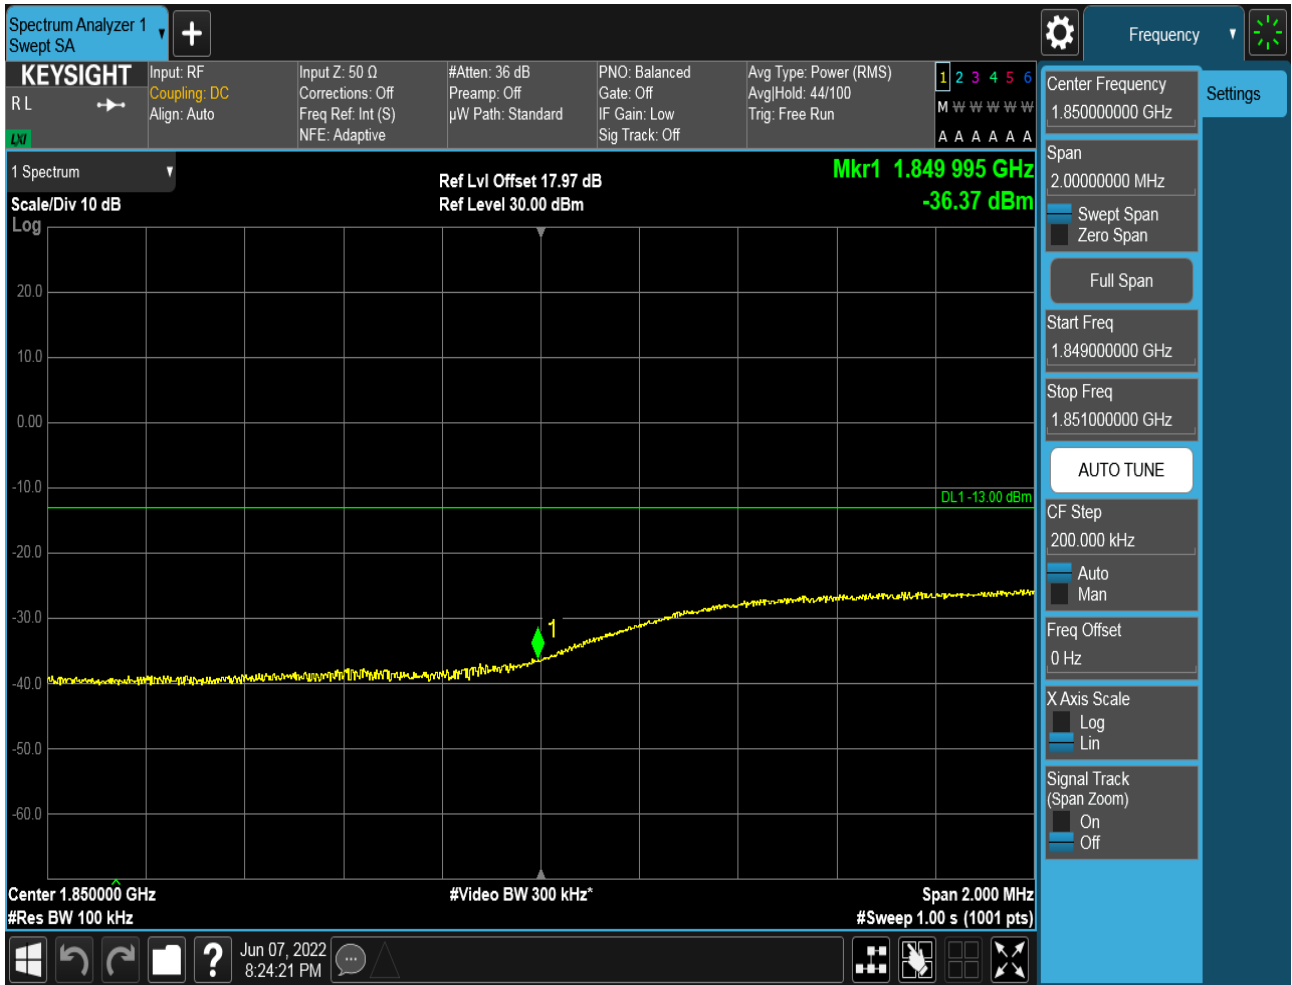 Spectrum Analyzer 1
Swept SA
Frequency
KEYSIGHT
R L
LXI
Input: RF
Coupling: DC
Align: Auto
Input Z: 50 Ω
Corrections: Off
Freq Ref: Int (S)
NFE: Adaptive
#Atten: 36 dB
Preamp: Off
µW Path: Standard
PNO: Balanced
Gate: Off
IF Gain: Low
Sig Track: Off
Avg Type: Power (RMS)
Avg|Hold: 44/100
Trig: Free Run
1 2 3 4 5 6
M W W W W W
A A A A A A
1 Spectrum
Scale/Div 10 dB
Log
Ref Lvl Offset 17.97 dB
Ref Level 30.00 dBm
Mkr1 1.849 995 GHz
-36.37 dBm
20.0
10.0
0.00
-10.0
DL1 -13.00 dBm
-20.0
-30.0
1
-40.0
-50.0
-60.0
Center 1.850000 GHz
#Res BW 100 kHz
#Video BW 300 kHz*
Span 2.000 MHz
#Sweep 1.00 s (1001 pts)
Jun 07, 2022
8:24:21 PM
Center Frequency
1.850000000 GHz
Settings
Span
2.00000000 MHz
Swept Span
Zero Span
Full Span
Start Freq
1.849000000 GHz
Stop Freq
1.851000000 GHz
AUTO TUNE
CF Step
200.000 kHz
Auto
Man
Freq Offset
0 Hz
X Axis Scale
Log
Lin
Signal Track
(Span Zoom)
On
Off